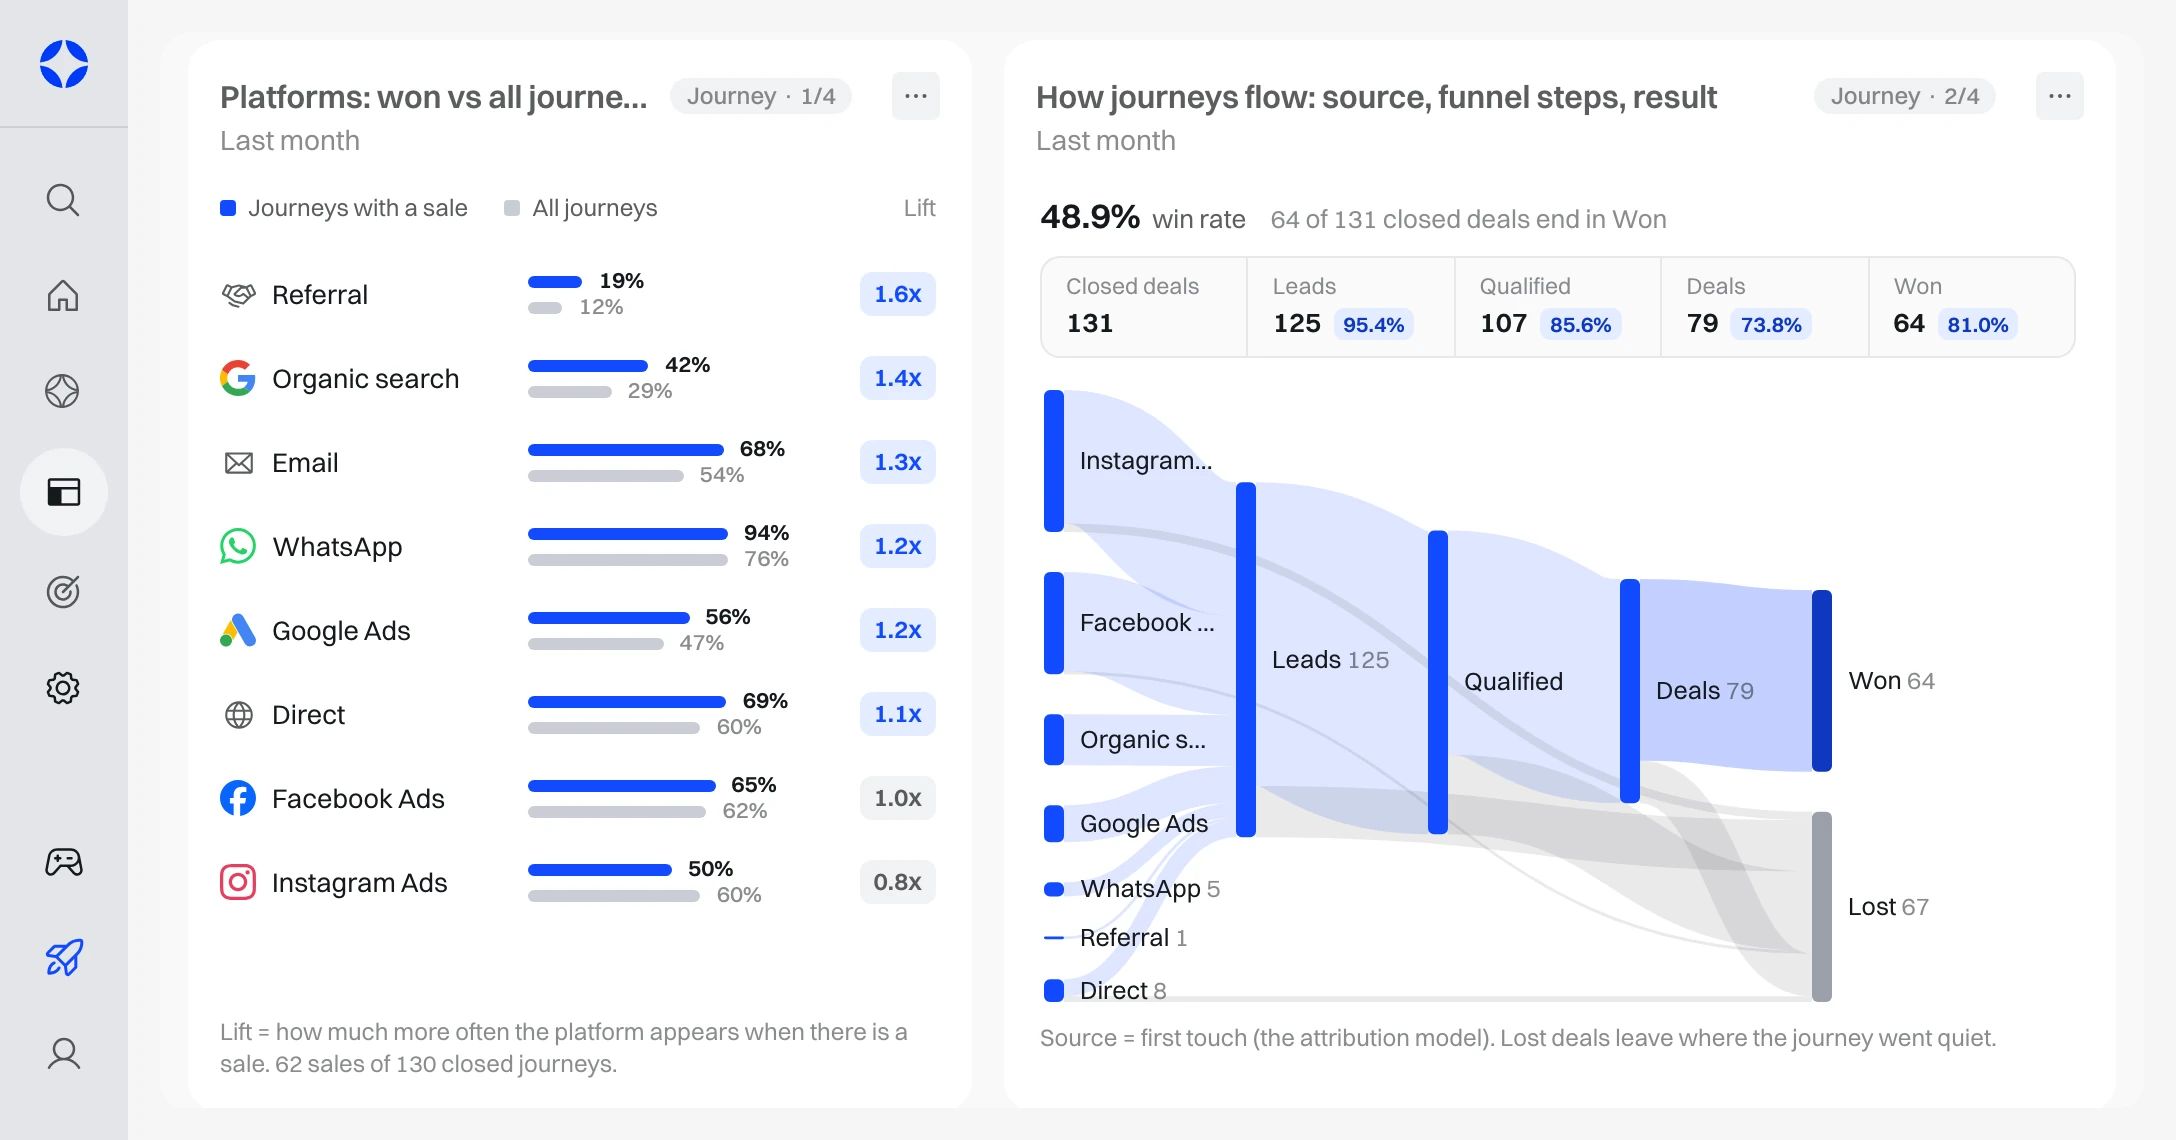 Platforms: won vs all journe...
Journey · 1/4
Last month
Journeys with a sale
All journeys
Lift
Referral
19%
12%
1.6x
Organic search
42%
29%
1.4x
Email
68%
54%
1.3x
WhatsApp
94%
76%
1.2x
Google Ads
56%
47%
1.2x
Direct
69%
60%
1.1x
Facebook Ads
65%
62%
1.0x
Instagram Ads
50%
60%
0.8x
Lift = how much more often the platform appears when there is a
sale. 62 sales of 130 closed journeys.
How journeys flow: source, funnel steps, result
Journey · 2/4
Last month
48.9% win rate 64 of 131 closed deals end in Won
Closed deals
131
Leads
125 95.4%
Qualified
107 85.6%
Deals
79 73.8%
Won
64 81.0%
Instagram...
Facebook ...
Organic s...
Google Ads
WhatsApp 5
Referral 1
Direct 8
Leads 125
Qualified
Deals 79
Won 64
Lost 67
Source = first touch (the attribution model). Lost deals leave where the journey went quiet.